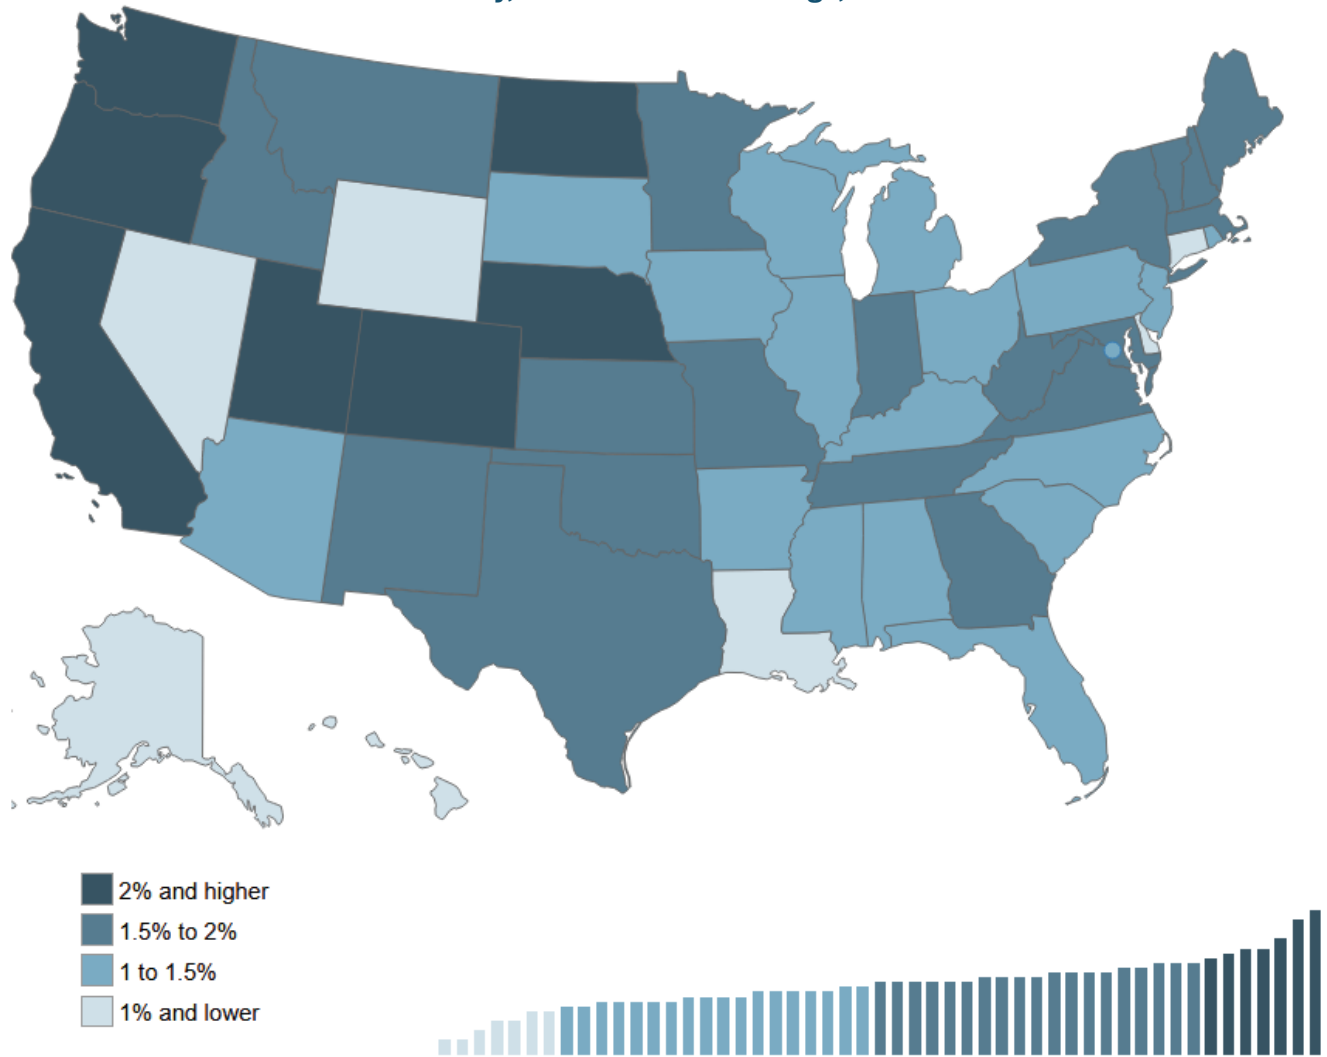 2% and higher
1.5% to 2%
1 to 1.5%
1% and lower